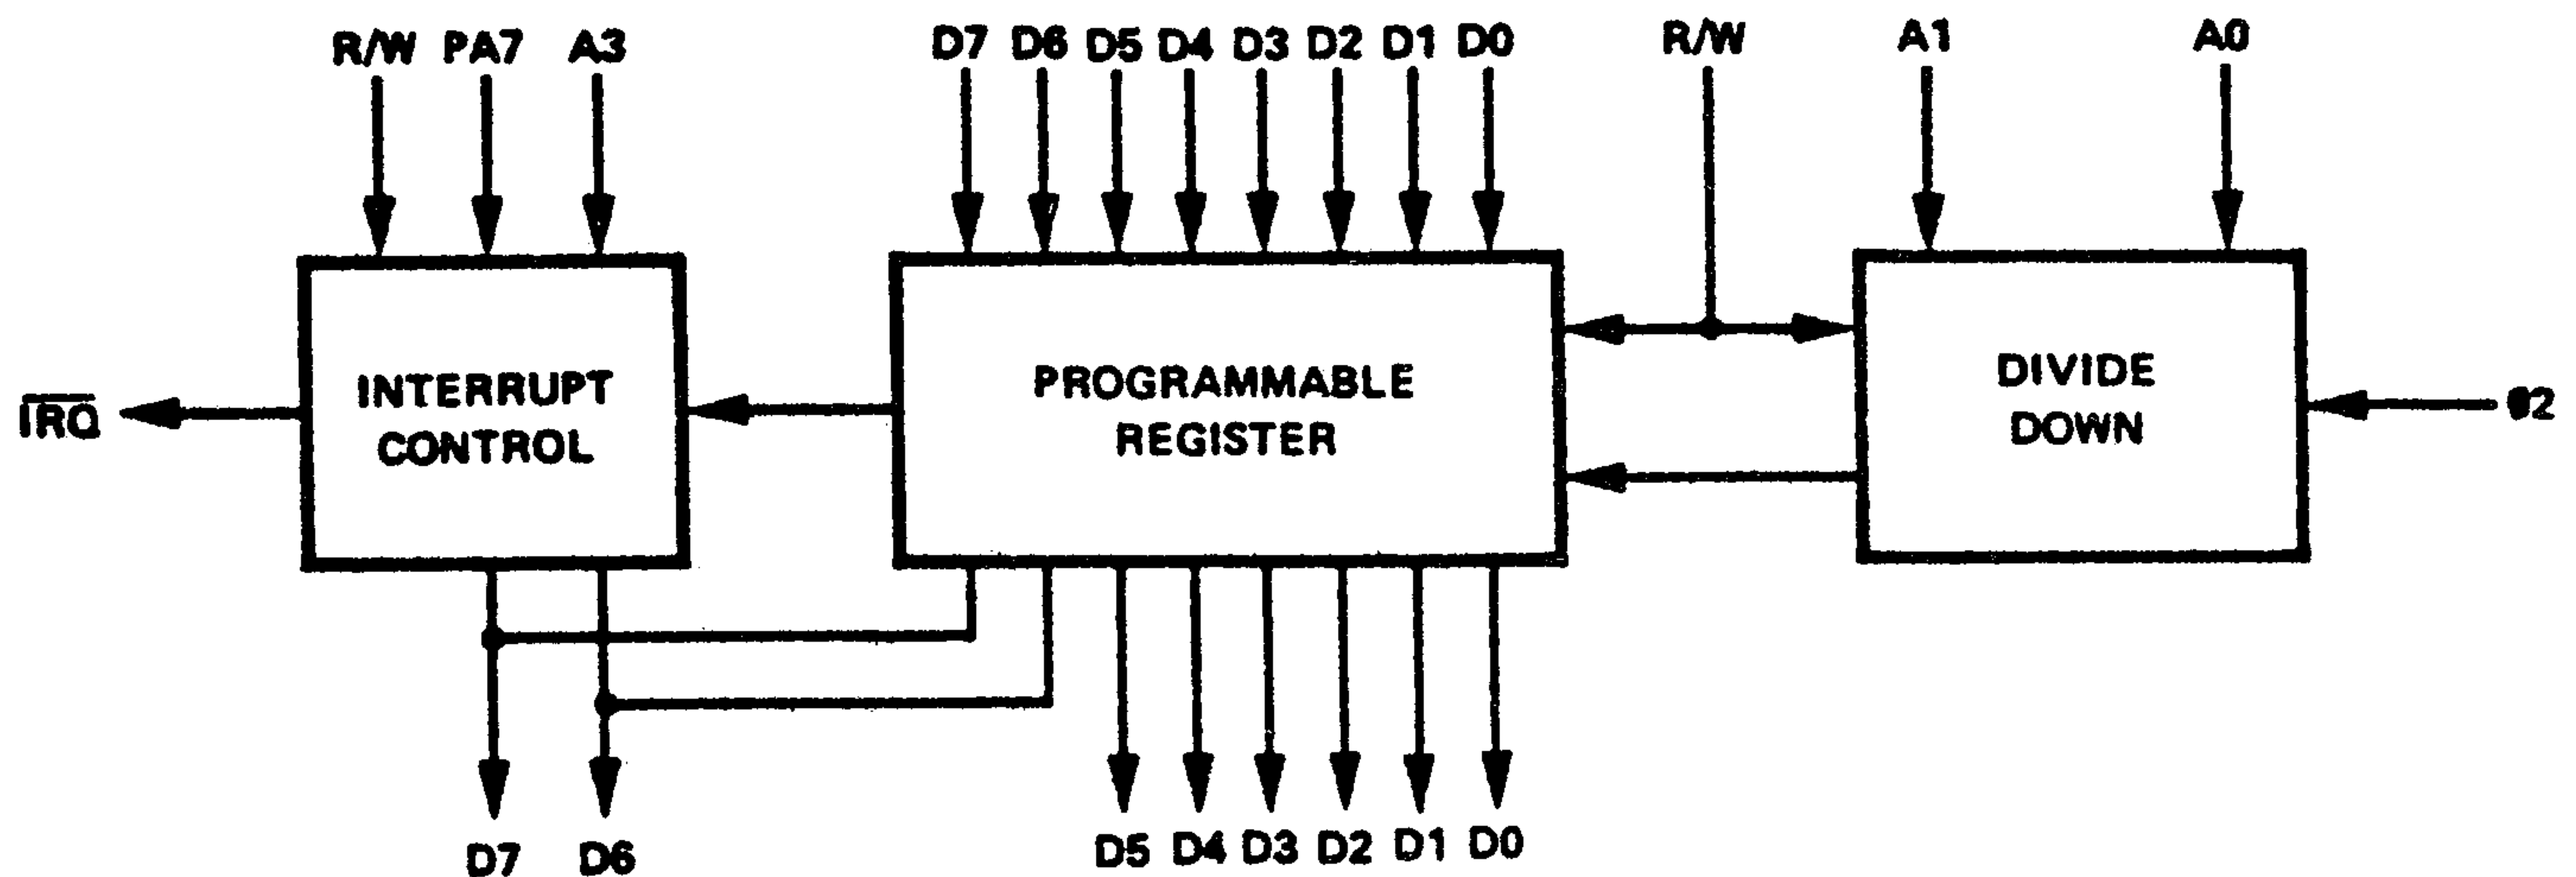 R/W PA7 A3
D7 D6 D5 D4 D3 D2 D1 D0
R/W
A1
A0
IRQ
INTERRUPT
CONTROL
PROGRAMMABLE
REGISTER
DIVIDE
DOWN
Ø2
D7 D6
D5 D4 D3 D2 D1 D0